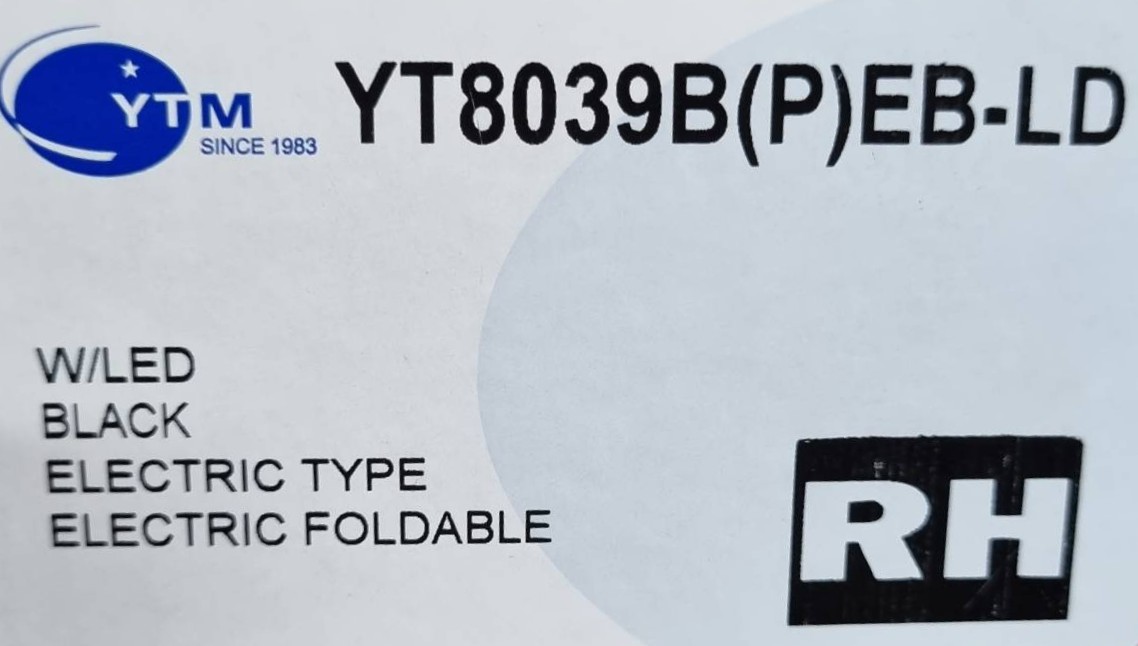 YTM
SINCE 1983
YT8039B(P)EB-LD
W/LED
BLACK
ELECTRIC TYPE
ELECTRIC FOLDABLE
RH